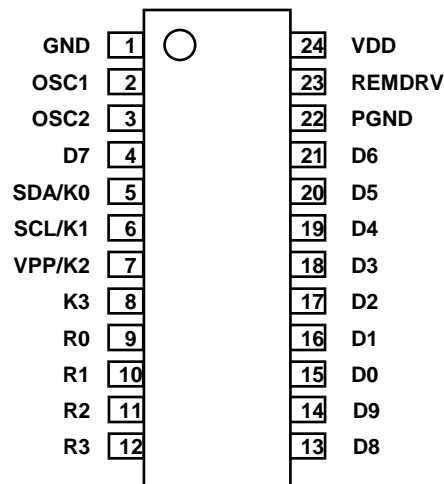 GND 1 24 VDD
OSC1 2 23 REMDRV
OSC2 3 22 PGND
D7 4 21 D6
SDA/K0 5 20 D5
SCL/K1 6 19 D4
VPP/K2 7 18 D3
K3 8 17 D2
R0 9 16 D1
R1 10 15 D0
R2 11 14 D9
R3 12 13 D8